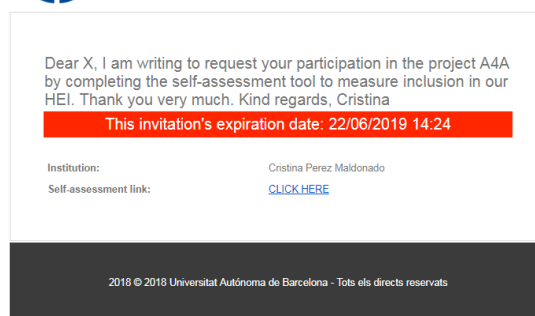 Dear X, I am writing to request your participation in the project A4A
by completing the self-assessment tool to measure inclusion in our
HEI. Thank you very much. Kind regards, Cristina
This invitation's expiration date: 22/06/2019 14:24
Institution: Cristina Perez Maldonado
Self-assessment link: CLICK HERE
2018 © 2018 Universitat Autónoma de Barcelona - Tots els directs reservats